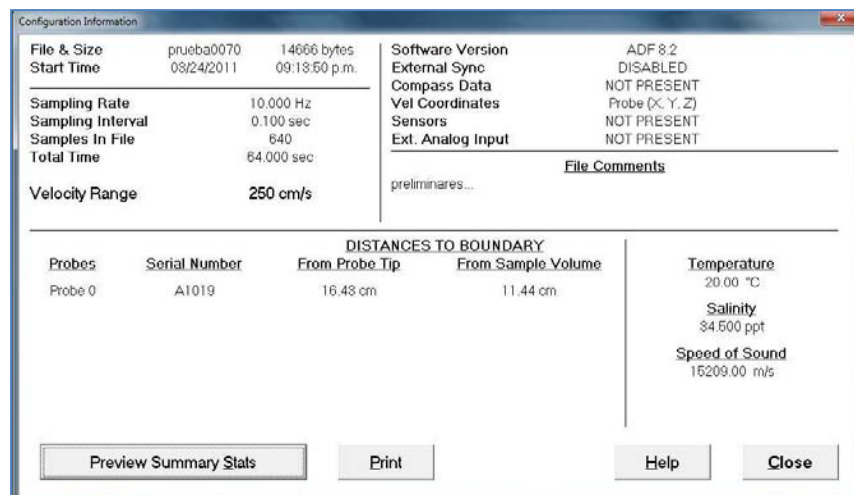 Configuration Information
File & Size prueba0070 14666 bytes
Start Time 03/24/2011 09:13:50 p.m.
Sampling Rate 10.000 Hz
Sampling Interval 0.100 sec
Samples In File 640
Total Time 64.000 sec
Velocity Range 250 cm/s
Software Version ADF 8.2
External Sync DISABLED
Compass Data NOT PRESENT
Vel Coordinates Probe (X, Y, Z)
Sensors NOT PRESENT
Ext. Analog Input NOT PRESENT
File Comments
preliminares...
DISTANCES TO BOUNDARY
Probes Serial Number From Probe Tip From Sample Volume
Probe 0 A1019 16.43 cm 11.44 cm
Temperature
20.00 °C
Salinity
34.500 ppt
Speed of Sound
15209.00 m/s
Preview Summary Stats Print Help Close